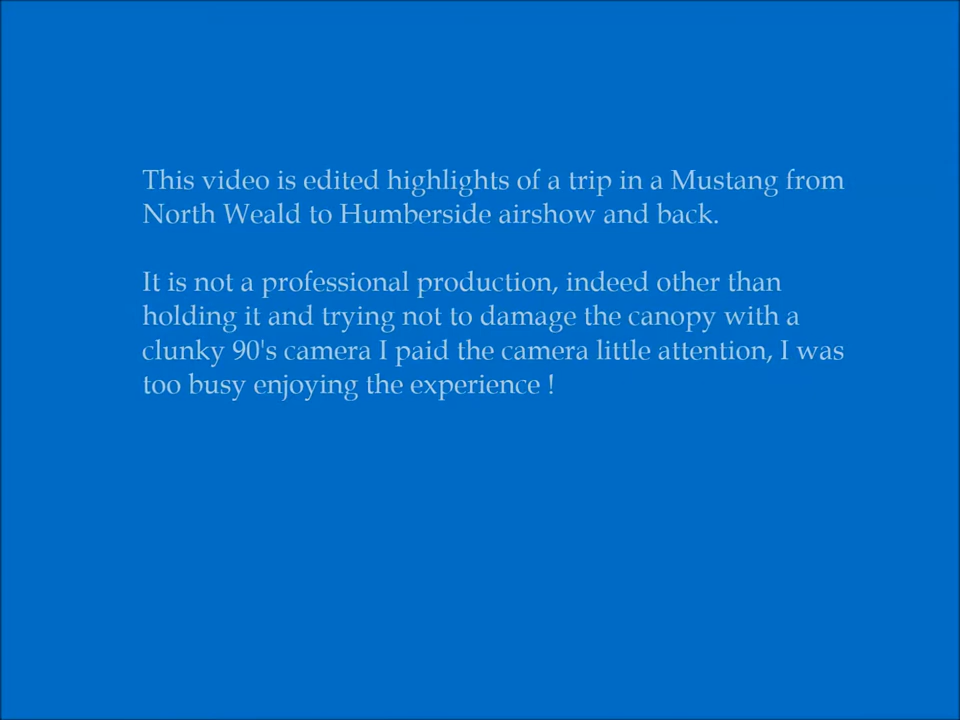 This video is edited highlights of a trip in a Mustang from
North Weald to Humberside airshow and back.
It is not a professional production, indeed other than
holding it and trying not to damage the canopy with a
clunky 90's camera I paid the camera little attention, I was
too busy enjoying the experience !